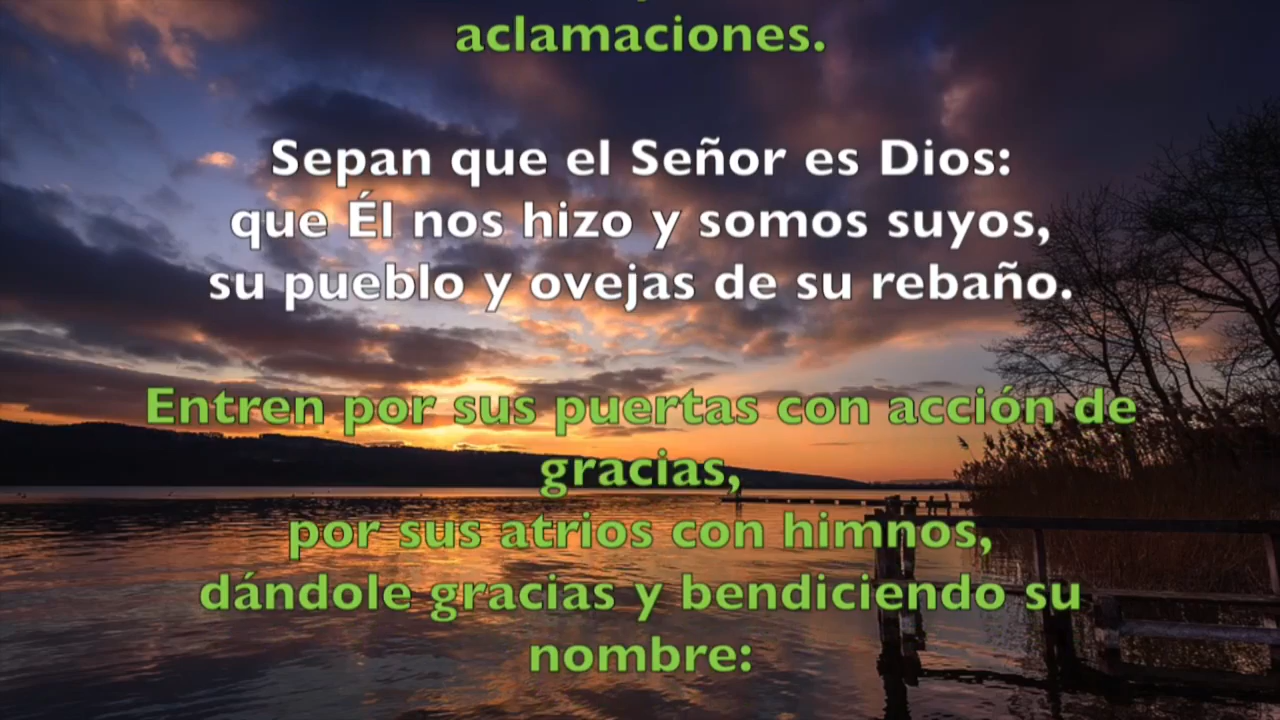 aclamaciones.
Sepan que el Señor es Dios:
que Él nos hizo y somos suyos,
su pueblo y ovejas de su rebaño.
Entren por sus puertas con acción de
gracias,
por sus atrios con himnos,
dándole gracias y bendiciendo su
nombre: